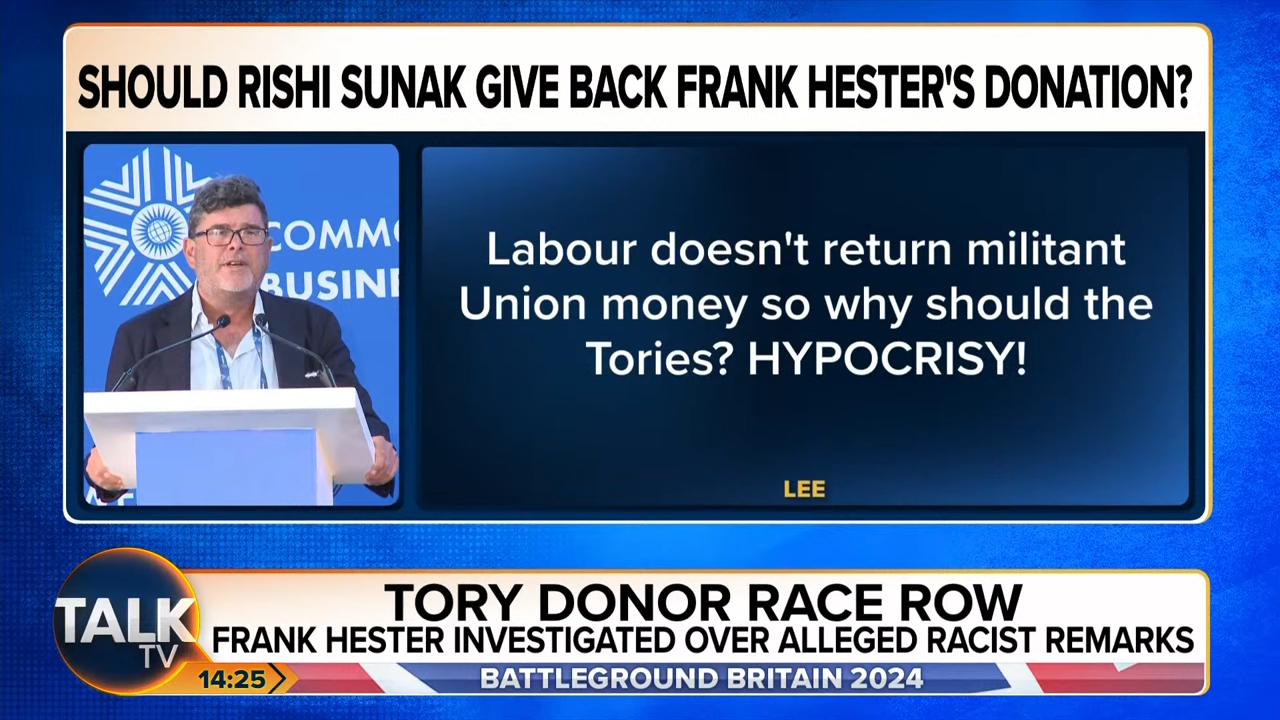 SHOULD RISHI SUNAK GIVE BACK FRANK HESTER'S DONATION?
COMMO
BUSINE
Labour doesn't return militant
Union money so why should the
Tories? HYPOCRISY!
LEE
TALK
TV
TORY DONOR RACE ROW
FRANK HESTER INVESTIGATED OVER ALLEGED RACIST REMARKS
14:25
BATTLEGROUND BRITAIN 2024